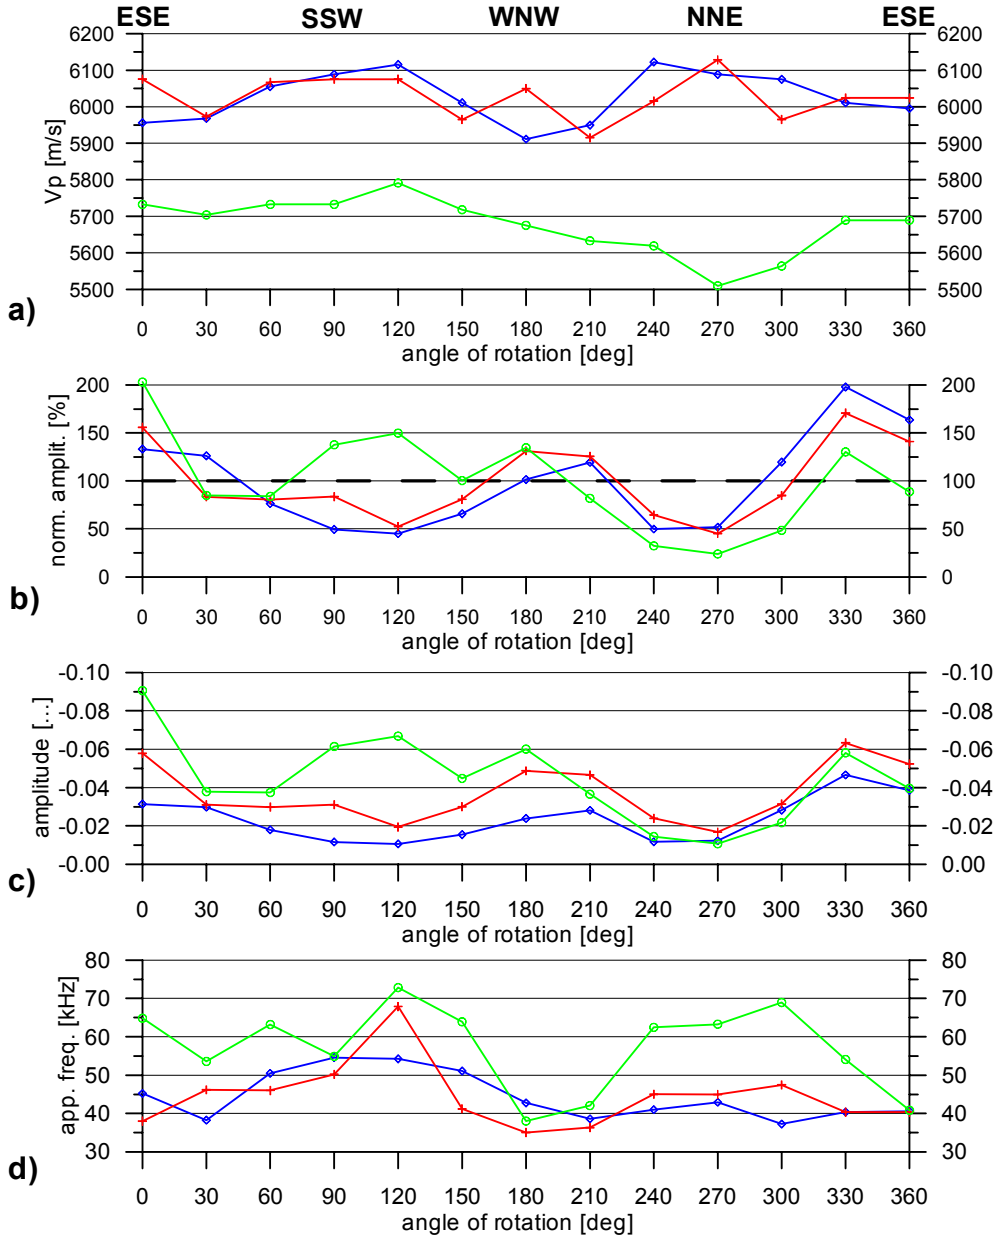 ESE SSW WNW NNE ESE
6200 6200
6100 6100
6000 6000
5900 5900
5800 5800
5700 5700
5600 5600
5500 5500
Vp [m/s]
a)
0 30 60 90 120 150 180 210 240 270 300 330 360
angle of rotation [deg]
200 200
150 150
100 100
50 50
0 0
norm. amplit. [%]
b)
0 30 60 90 120 150 180 210 240 270 300 330 360
angle of rotation [deg]
-0.10 -0.10
-0.08 -0.08
-0.06 -0.06
-0.04 -0.04
-0.02 -0.02
-0.00 0.00
amplitude [...]
c)
0 30 60 90 120 150 180 210 240 270 300 330 360
angle of rotation [deg]
80 80
70 70
60 60
50 50
40 40
30 30
app. freq. [kHz]
d)
0 30 60 90 120 150 180 210 240 270 300 330 360
angle of rotation [deg]